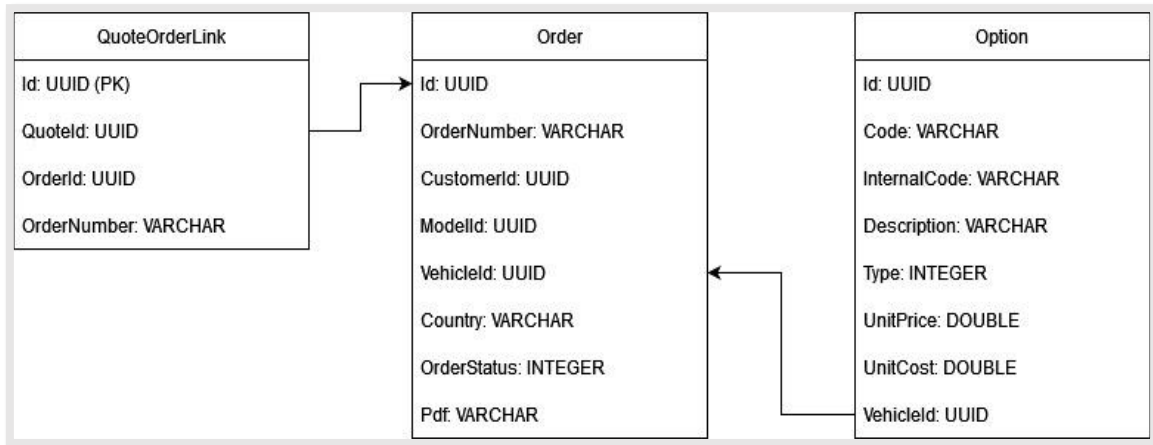 QuoteOrderLink
Id: UUID (PK)
QuoteId: UUID
OrderId: UUID
OrderNumber: VARCHAR
Order
Id: UUID
OrderNumber: VARCHAR
CustomerId: UUID
ModelId: UUID
VehicleId: UUID
Country: VARCHAR
OrderStatus: INTEGER
Pdf: VARCHAR
Option
Id: UUID
Code: VARCHAR
InternalCode: VARCHAR
Description: VARCHAR
Type: INTEGER
UnitPrice: DOUBLE
UnitCost: DOUBLE
VehicleId: UUID